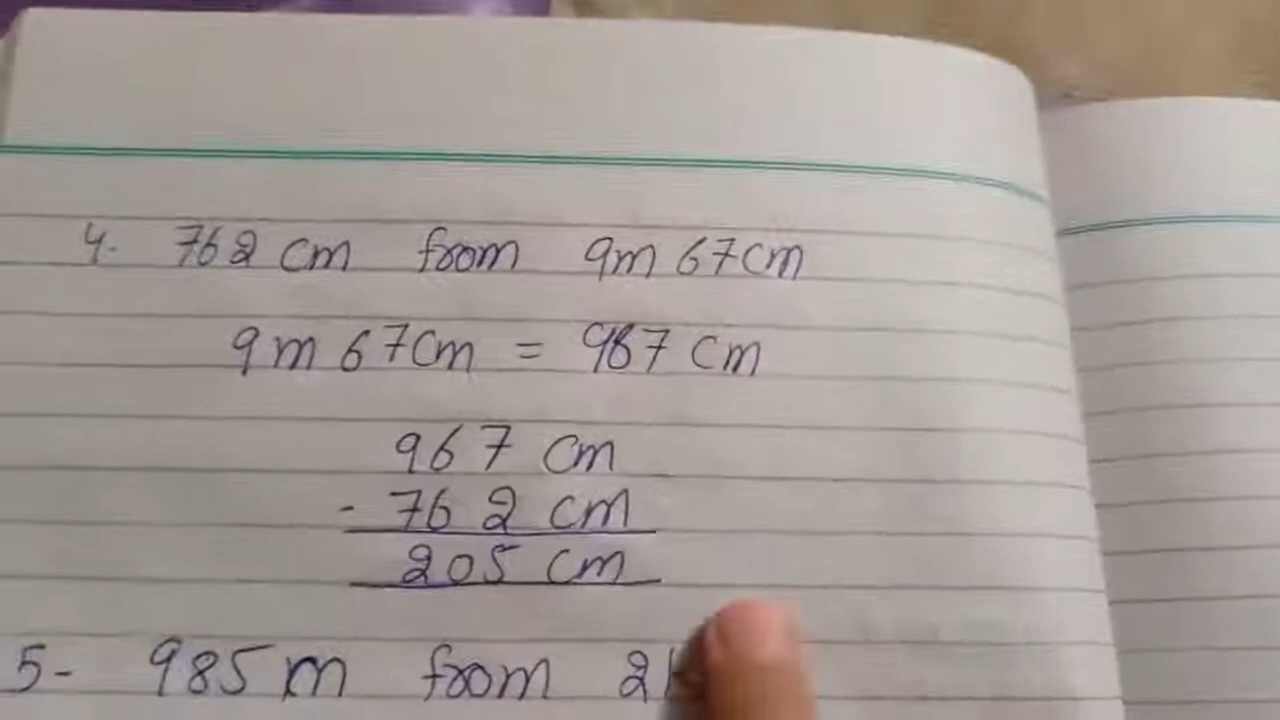 4. 762 cm from 9m 67cm
9m 67cm = 967 cm
967 cm
- 762 cm
205 cm
5- 985 m from 2